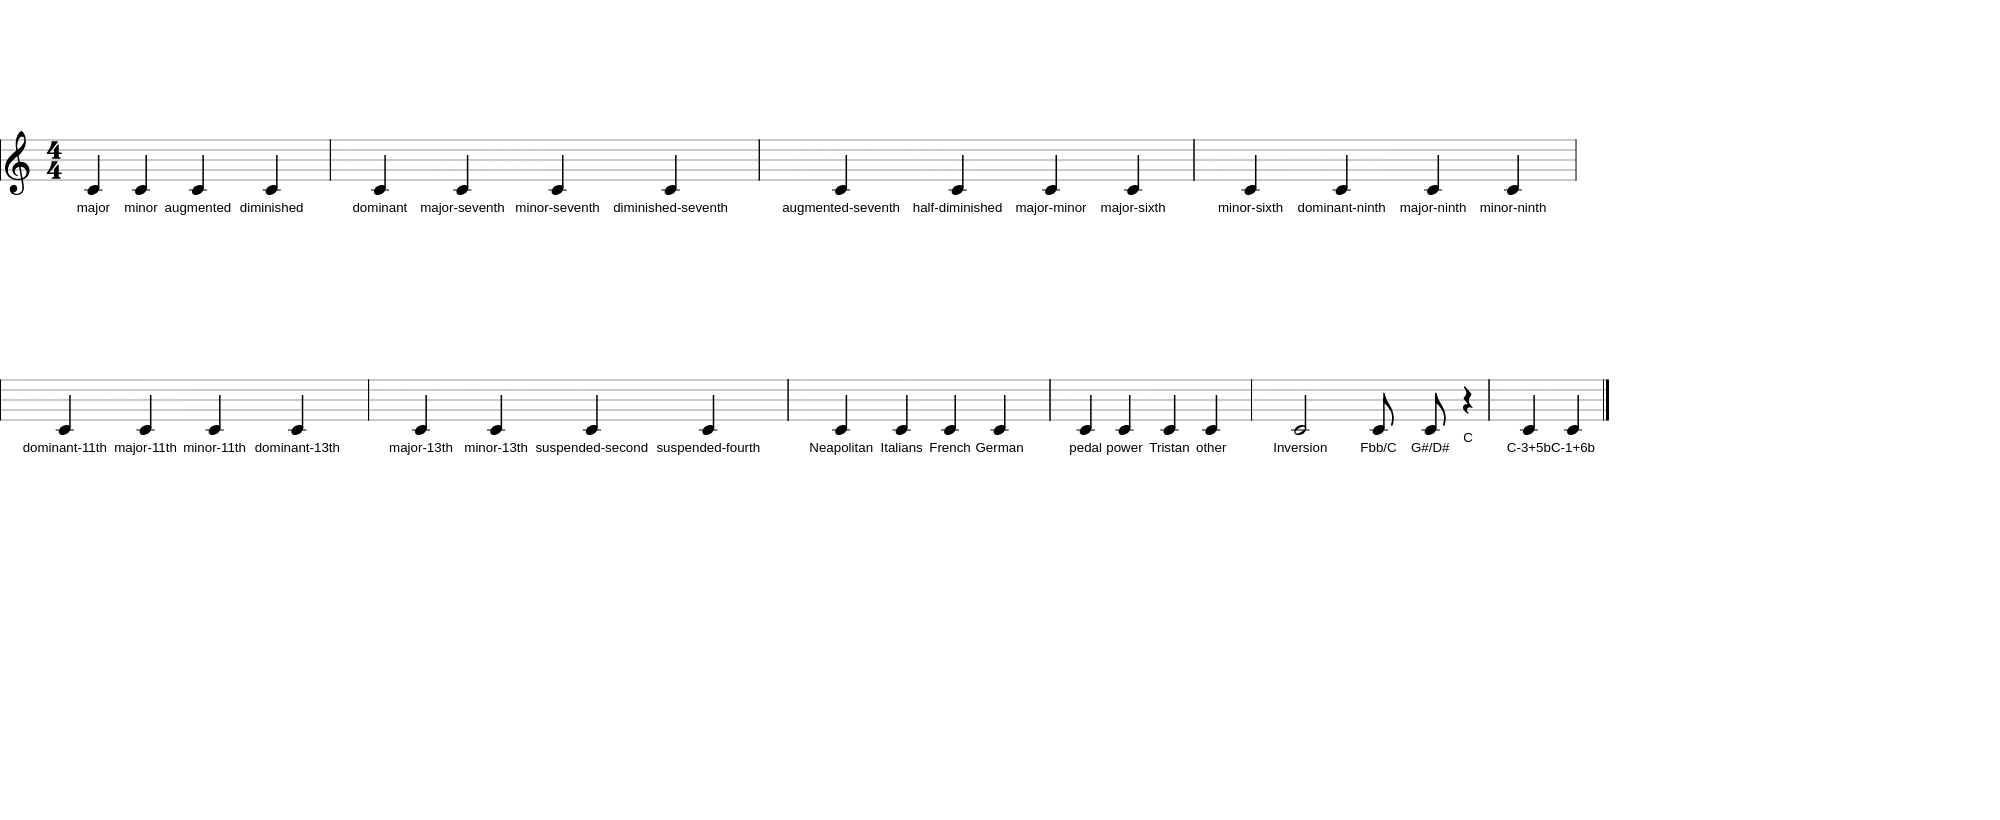 4
4
major minor augmented diminished dominant major-seventh minor-seventh diminished-seventh augmented-seventh half-diminished major-minor major-sixth minor-sixth dominant-ninth major-ninth minor-ninth
dominant-11th major-11th minor-11th dominant-13th major-13th minor-13th suspended-second suspended-fourth Neapolitan Italians French German pedal power Tristan other Inversion Fbb/C G#/D# C C-3+5bC-1+6b